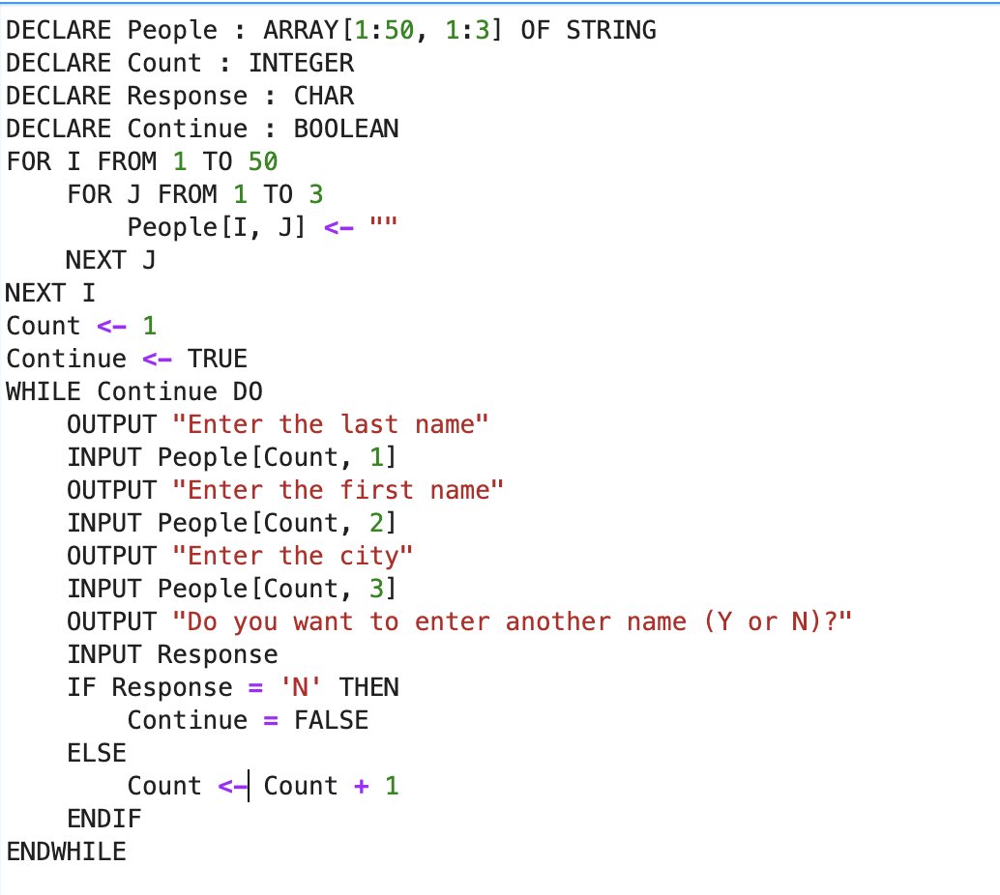 DECLARE People : ARRAY[1:50, 1:3] OF STRING
DECLARE Count : INTEGER
DECLARE Response : CHAR
DECLARE Continue : BOOLEAN
FOR I FROM 1 TO 50
    FOR J FROM 1 TO 3
        People[I, J] <- ""
    NEXT J
NEXT I
Count <- 1
Continue <- TRUE
WHILE Continue DO
    OUTPUT "Enter the last name"
    INPUT People[Count, 1]
    OUTPUT "Enter the first name"
    INPUT People[Count, 2]
    OUTPUT "Enter the city"
    INPUT People[Count, 3]
    OUTPUT "Do you want to enter another name (Y or N)?"
    INPUT Response
    IF Response = 'N' THEN
        Continue = FALSE
    ELSE
        Count <- Count + 1
    ENDIF
ENDWHILE